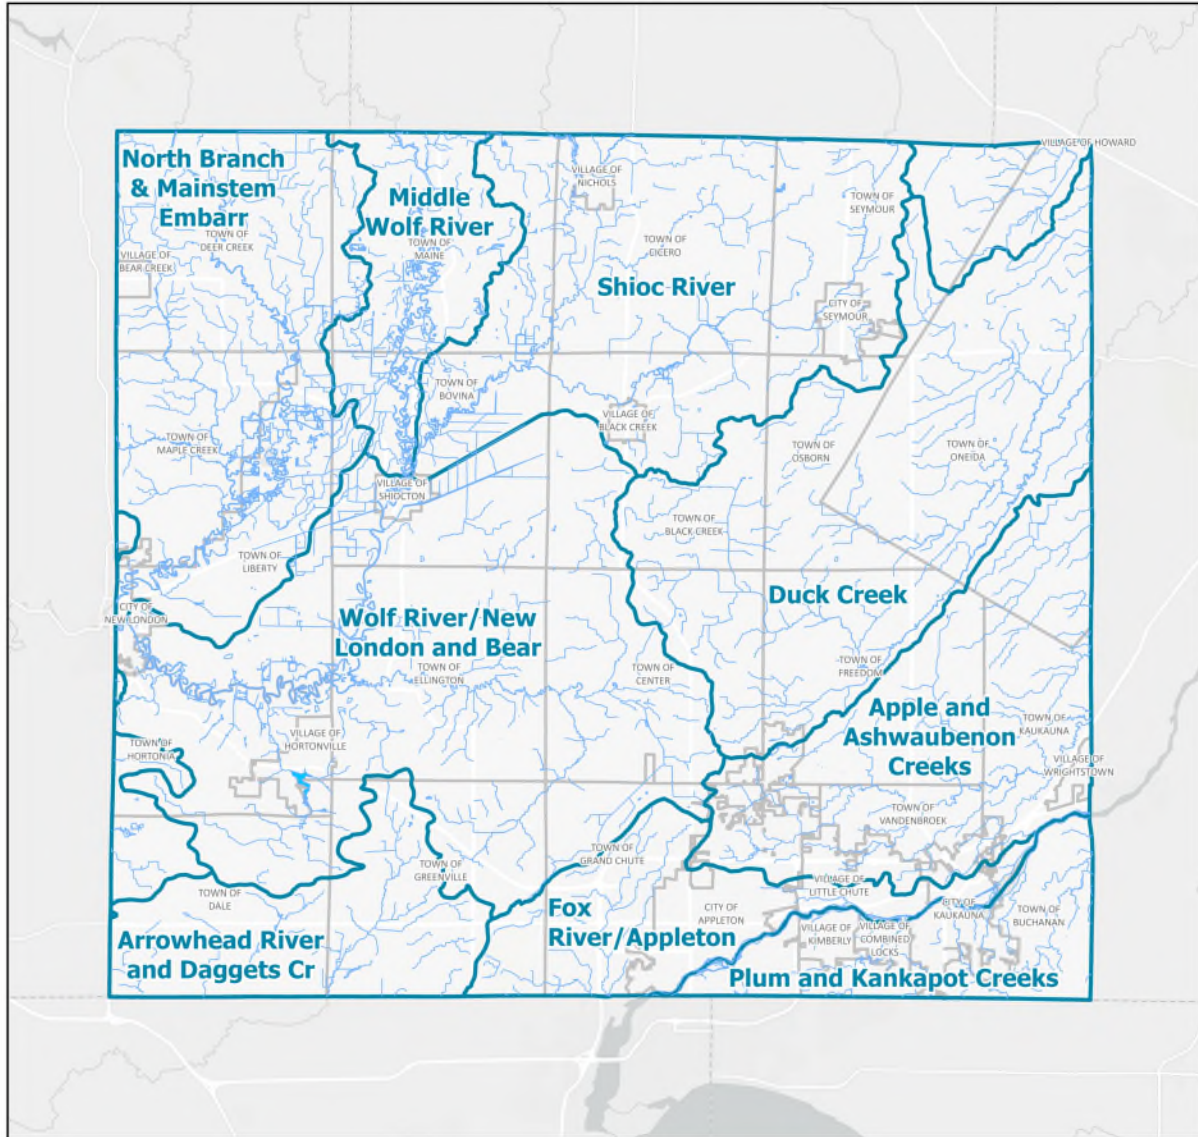 VILLAGE OF HOWARD
North Branch
& Mainstem
Embarr
TOWN OF
DEER CREEK
VILLAGE OF
BEAR CREEK
Middle
Wolf River
TOWN OF
MAINE
VILLAGE OF
NICHOLS
TOWN OF
CICERO
TOWN OF
SEYMOUR
Shioc River
CITY OF
SEYMOUR
TOWN OF
BOVINA
VILLAGE OF
BLACK CREEK
TOWN OF
MAPLE CREEK
TOWN OF
OSBORN
TOWN OF
ONEIDA
VILLAGE OF
SHIOCTON
TOWN OF
BLACK CREEK
TOWN OF
LIBERTY
CITY OF
NEW LONDON
Wolf River/New
London and Bear
Duck Creek
TOWN OF
ELLINGTON
TOWN OF
CENTER
TOWN OF
FREEDOM
Apple and
Ashwaubenon
Creeks
TOWN OF
KAUKAUNA
VILLAGE OF
WRIGHTSTOWN
TOWN OF
HORTONIA
VILLAGE OF
HORTONVILLE
TOWN OF
VANDENBROEK
TOWN OF
GRAND CHUTE
TOWN OF
GREENVILLE
TOWN OF
DALE
VILLAGE OF
LITTLE CHUTE
Arrowhead River
and Daggets Cr
Fox
River/Appleton
CITY OF
APPLETON
VILLAGE OF
KIMBERLY
VILLAGE OF
COMBINED
LOCKS
CITY OF
KAUKAUNA
TOWN OF
BUCHANAN
Plum and Kankapot Creeks